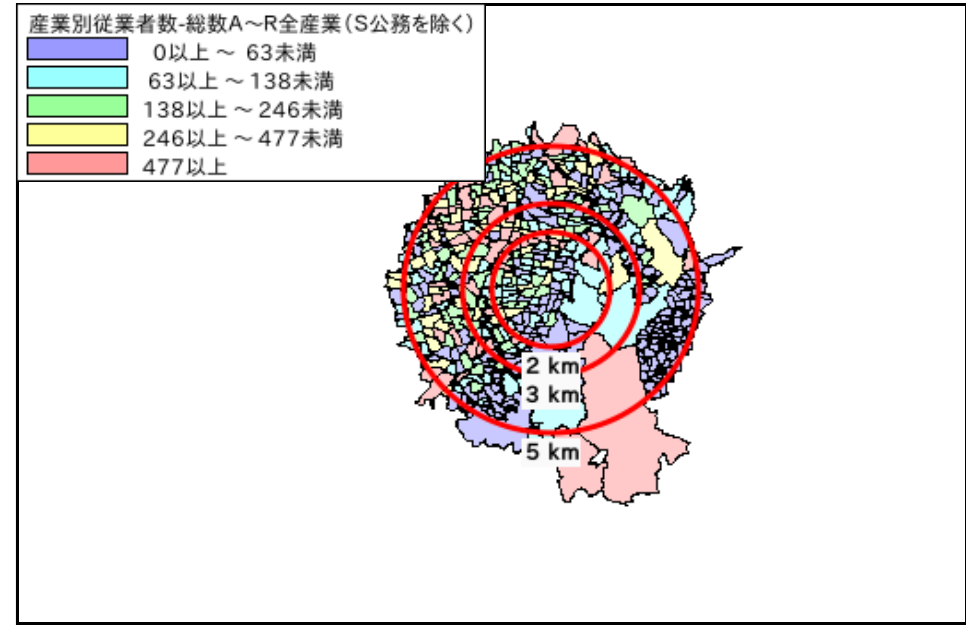 産業別従業者数-総数A～R全産業(S公務を除く)
0以上 ～ 63未満
63以上 ～ 138未満
138以上 ～ 246未満
246以上 ～ 477未満
477以上
2 km
3 km
5 km